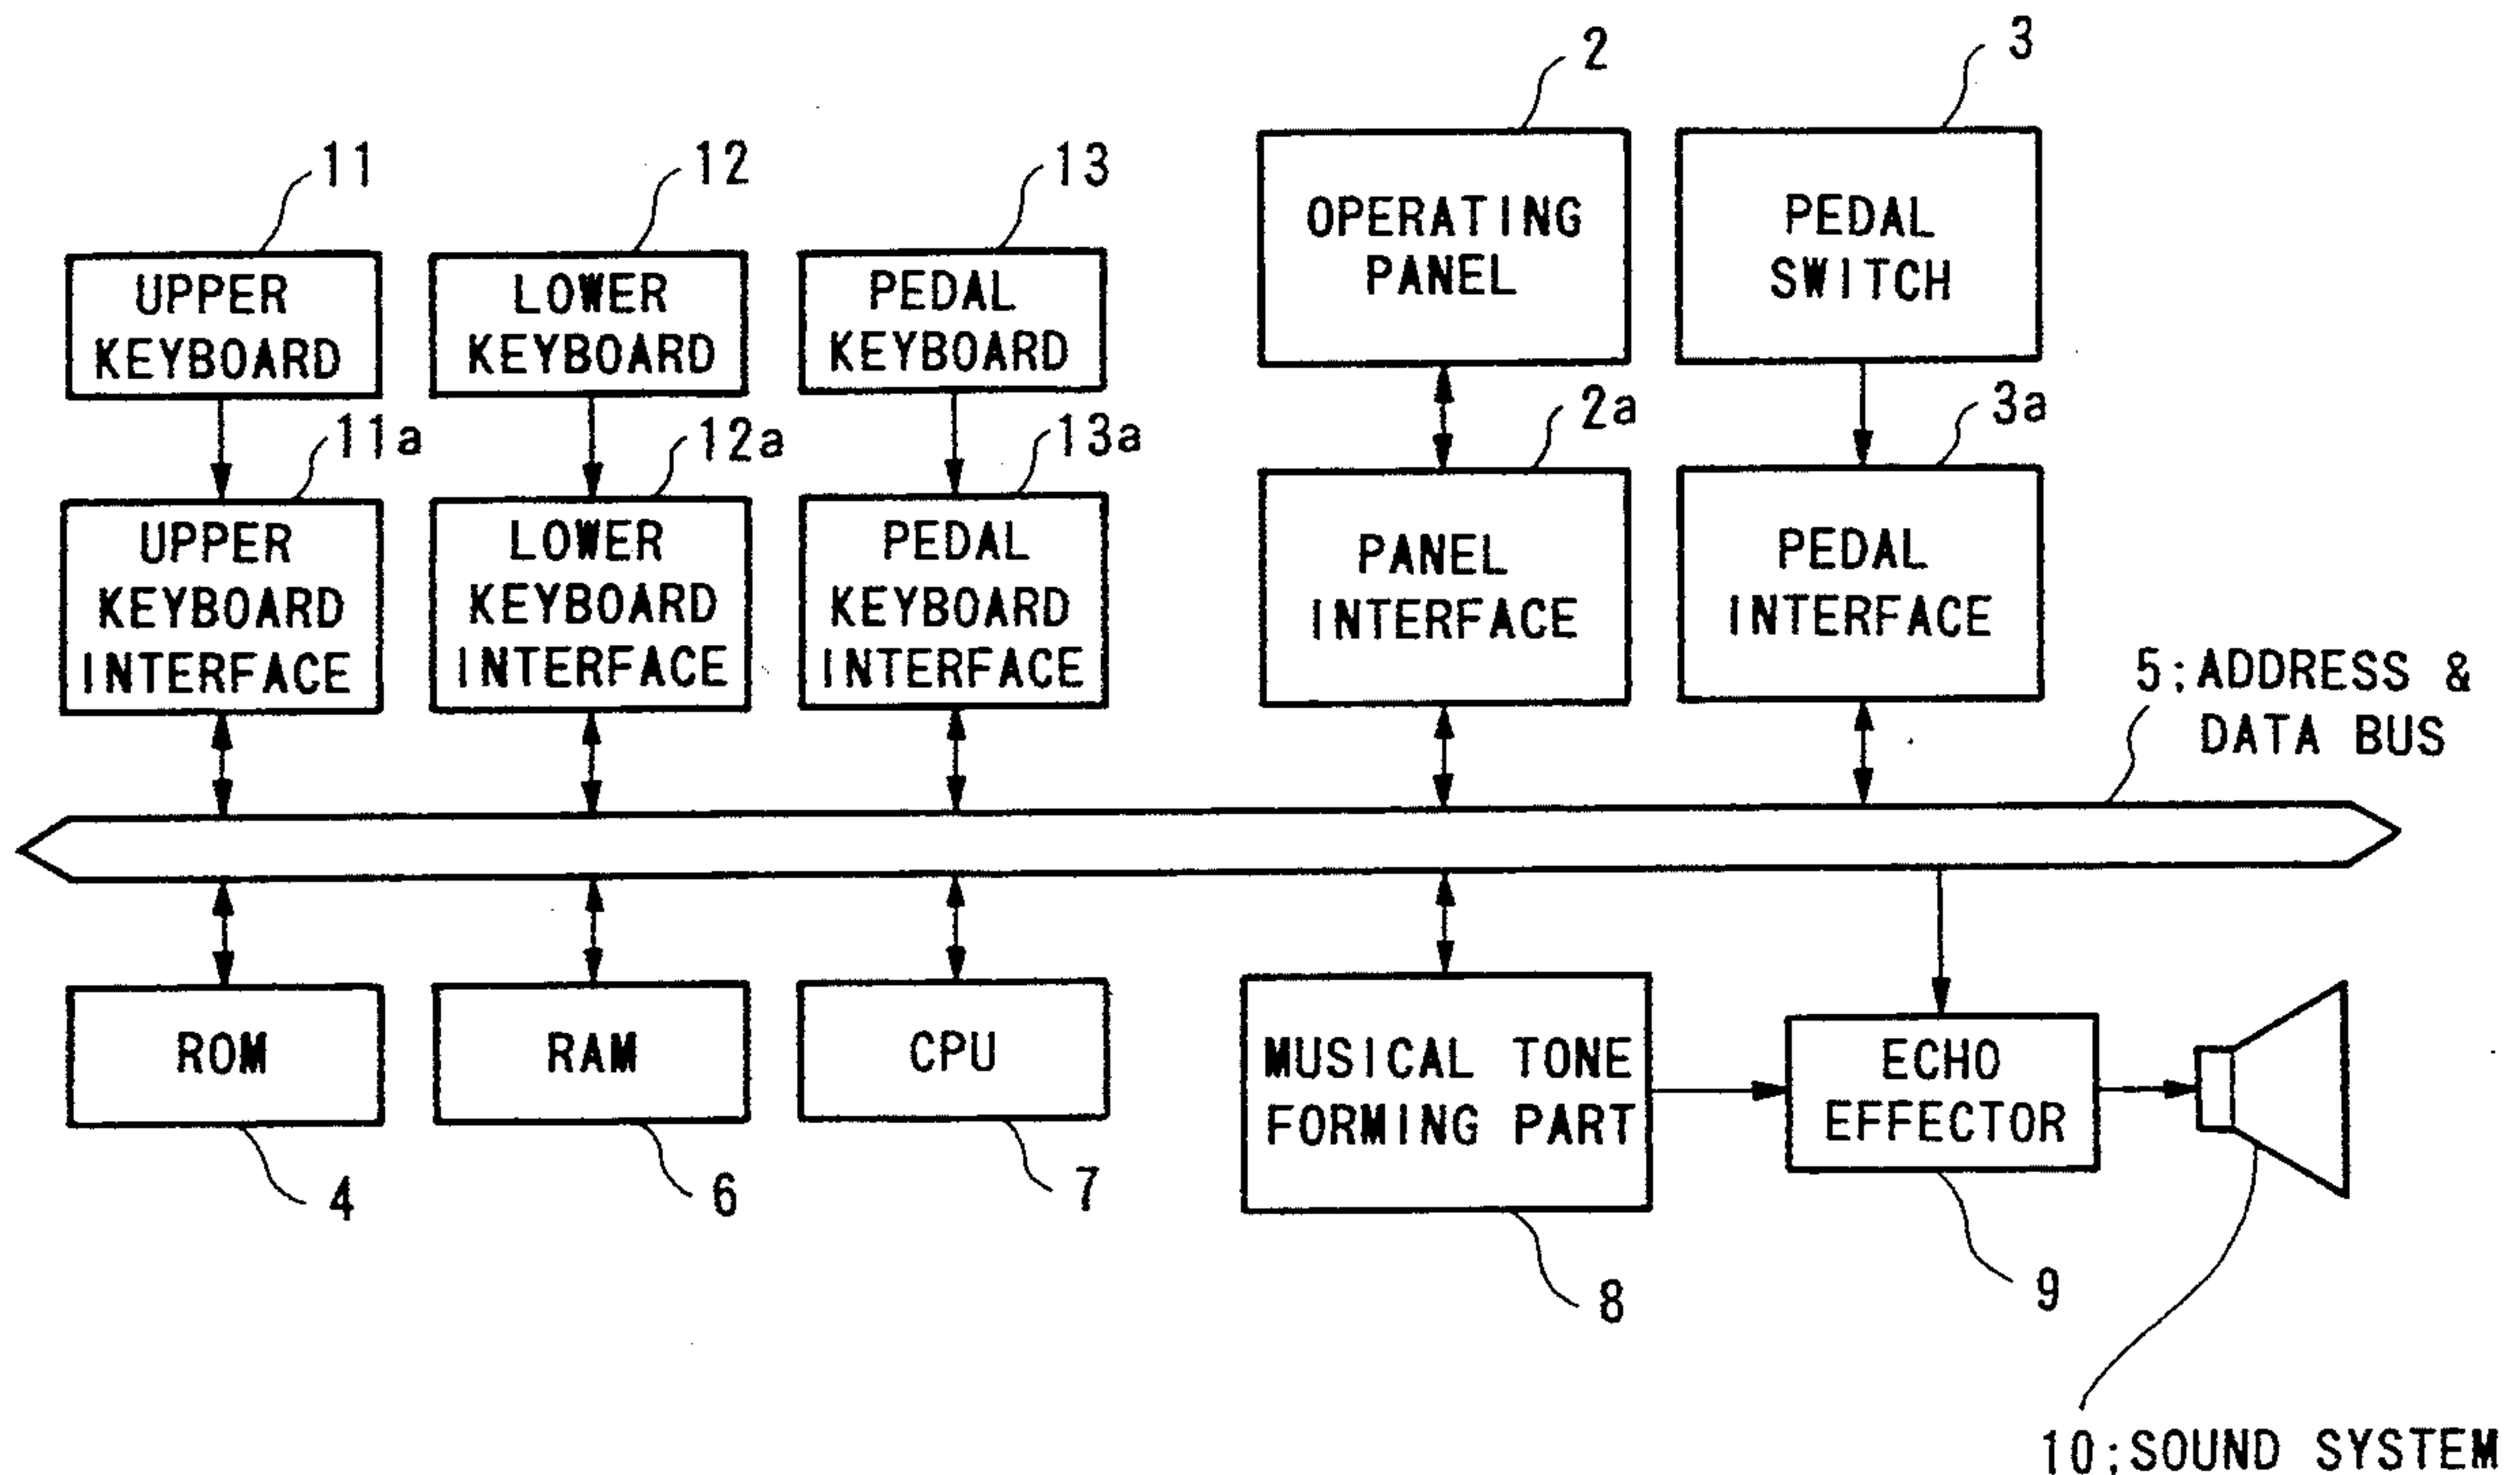 2
3
11
12
13
OPERATING
PANEL
PEDAL
SWITCH
UPPER
KEYBOARD
LOWER
KEYBOARD
PEDAL
KEYBOARD
11a
12a
13a
2a
3a
UPPER
KEYBOARD
INTERFACE
LOWER
KEYBOARD
INTERFACE
PEDAL
KEYBOARD
INTERFACE
PANEL
INTERFACE
PEDAL
INTERFACE
5;ADDRESS &
DATA BUS
ROM
RAM
CPU
MUSICAL TONE
FORMING PART
ECHO
EFFECTOR
4
6
7
8
9
10;SOUND SYSTEM